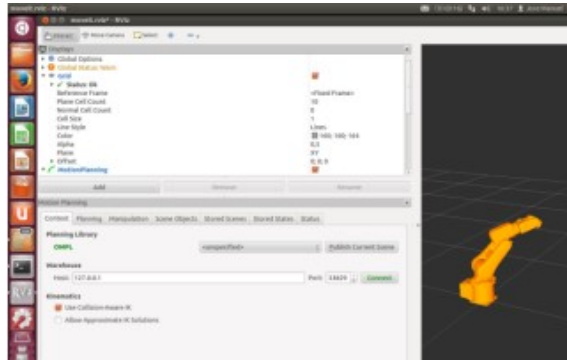 moveit.rviz - RViz
moveit.rviz* - RViz
Interact Move Camera Select
Displays
Global Options
Global Status: Warn
Grid
Status: Ok
Reference Frame <Fixed Frame>
Plane Cell Count 10
Normal Cell Count 0
Cell Size 1
Line Style Lines
Color 160; 160; 164
Alpha 0,5
Plane XY
Offset 0; 0; 0
MotionPlanning
Add Remove Rename
Motion Planning
Context Planning Manipulation Scene Objects Stored Scenes Stored States Status
Planning Library
OMPL <unspecified> Publish Current Scene
Warehouse
Host: 127.0.0.1 Port: 33829 Connect
Kinematics
Use Collision-Aware IK
Allow Approximate IK Solutions